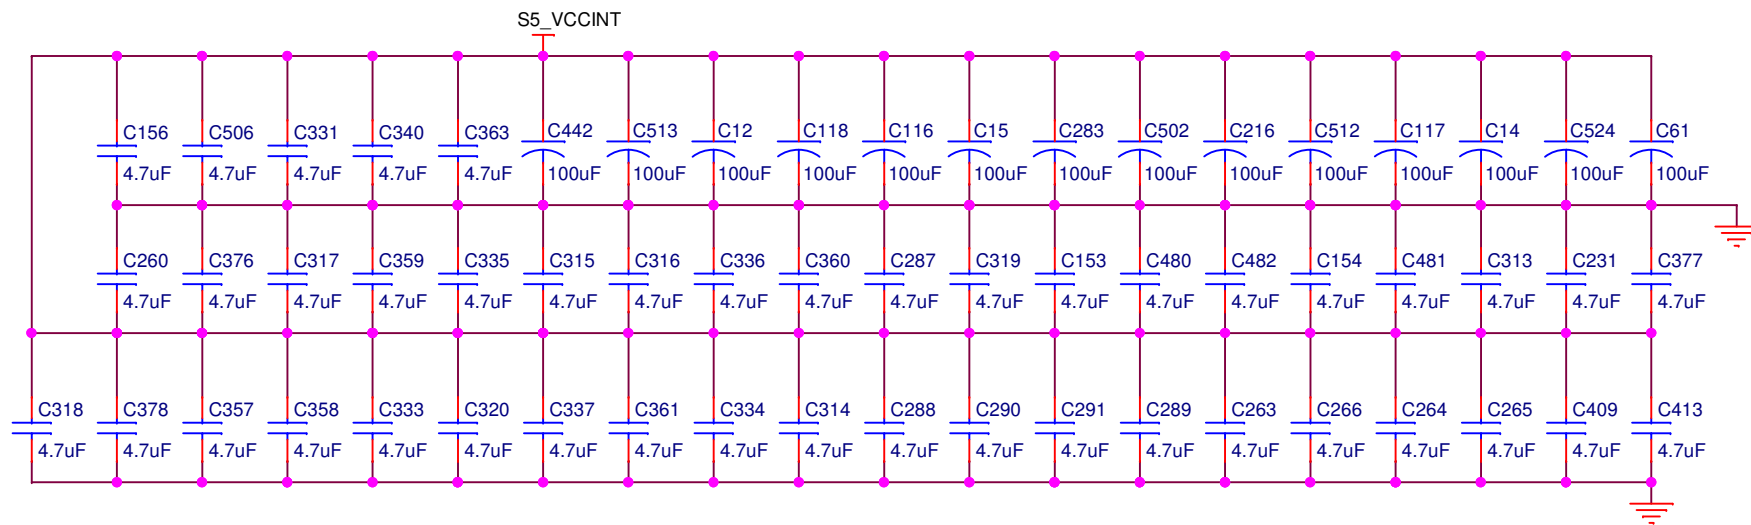 S5_VCCINT
C156 C506 C331 C340 C363 C442 C513 C12 C118 C116 C15 C283 C502 C216 C512 C117 C14 C524 C61
4.7uF 4.7uF 4.7uF 4.7uF 4.7uF 100uF 100uF 100uF 100uF 100uF 100uF 100uF 100uF 100uF 100uF 100uF 100uF 100uF 100uF
C260 C376 C317 C359 C335 C315 C316 C336 C360 C287 C319 C153 C480 C482 C154 C481 C313 C231 C377
4.7uF 4.7uF 4.7uF 4.7uF 4.7uF 4.7uF 4.7uF 4.7uF 4.7uF 4.7uF 4.7uF 4.7uF 4.7uF 4.7uF 4.7uF 4.7uF 4.7uF 4.7uF 4.7uF
C318 C378 C357 C358 C333 C320 C337 C361 C334 C314 C288 C290 C291 C289 C263 C266 C264 C265 C409 C413
4.7uF 4.7uF 4.7uF 4.7uF 4.7uF 4.7uF 4.7uF 4.7uF 4.7uF 4.7uF 4.7uF 4.7uF 4.7uF 4.7uF 4.7uF 4.7uF 4.7uF 4.7uF 4.7uF 4.7uF